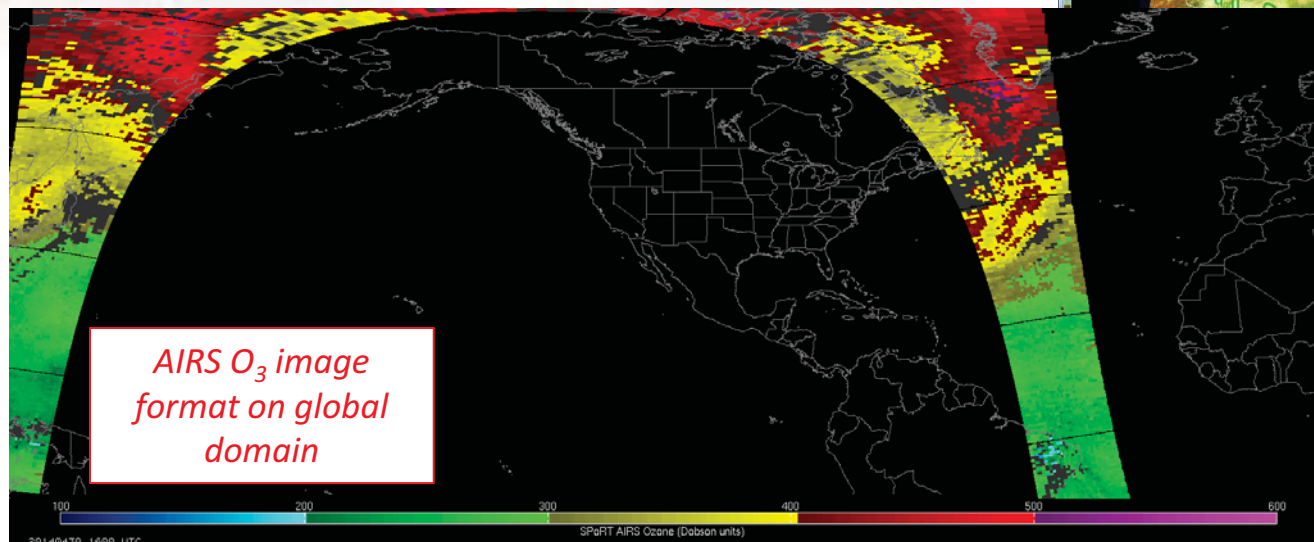 AIRS O₃ image
format on global
domain
100 200 300 400 500 600
SPoRT AIRS Ozone (Dobson units)